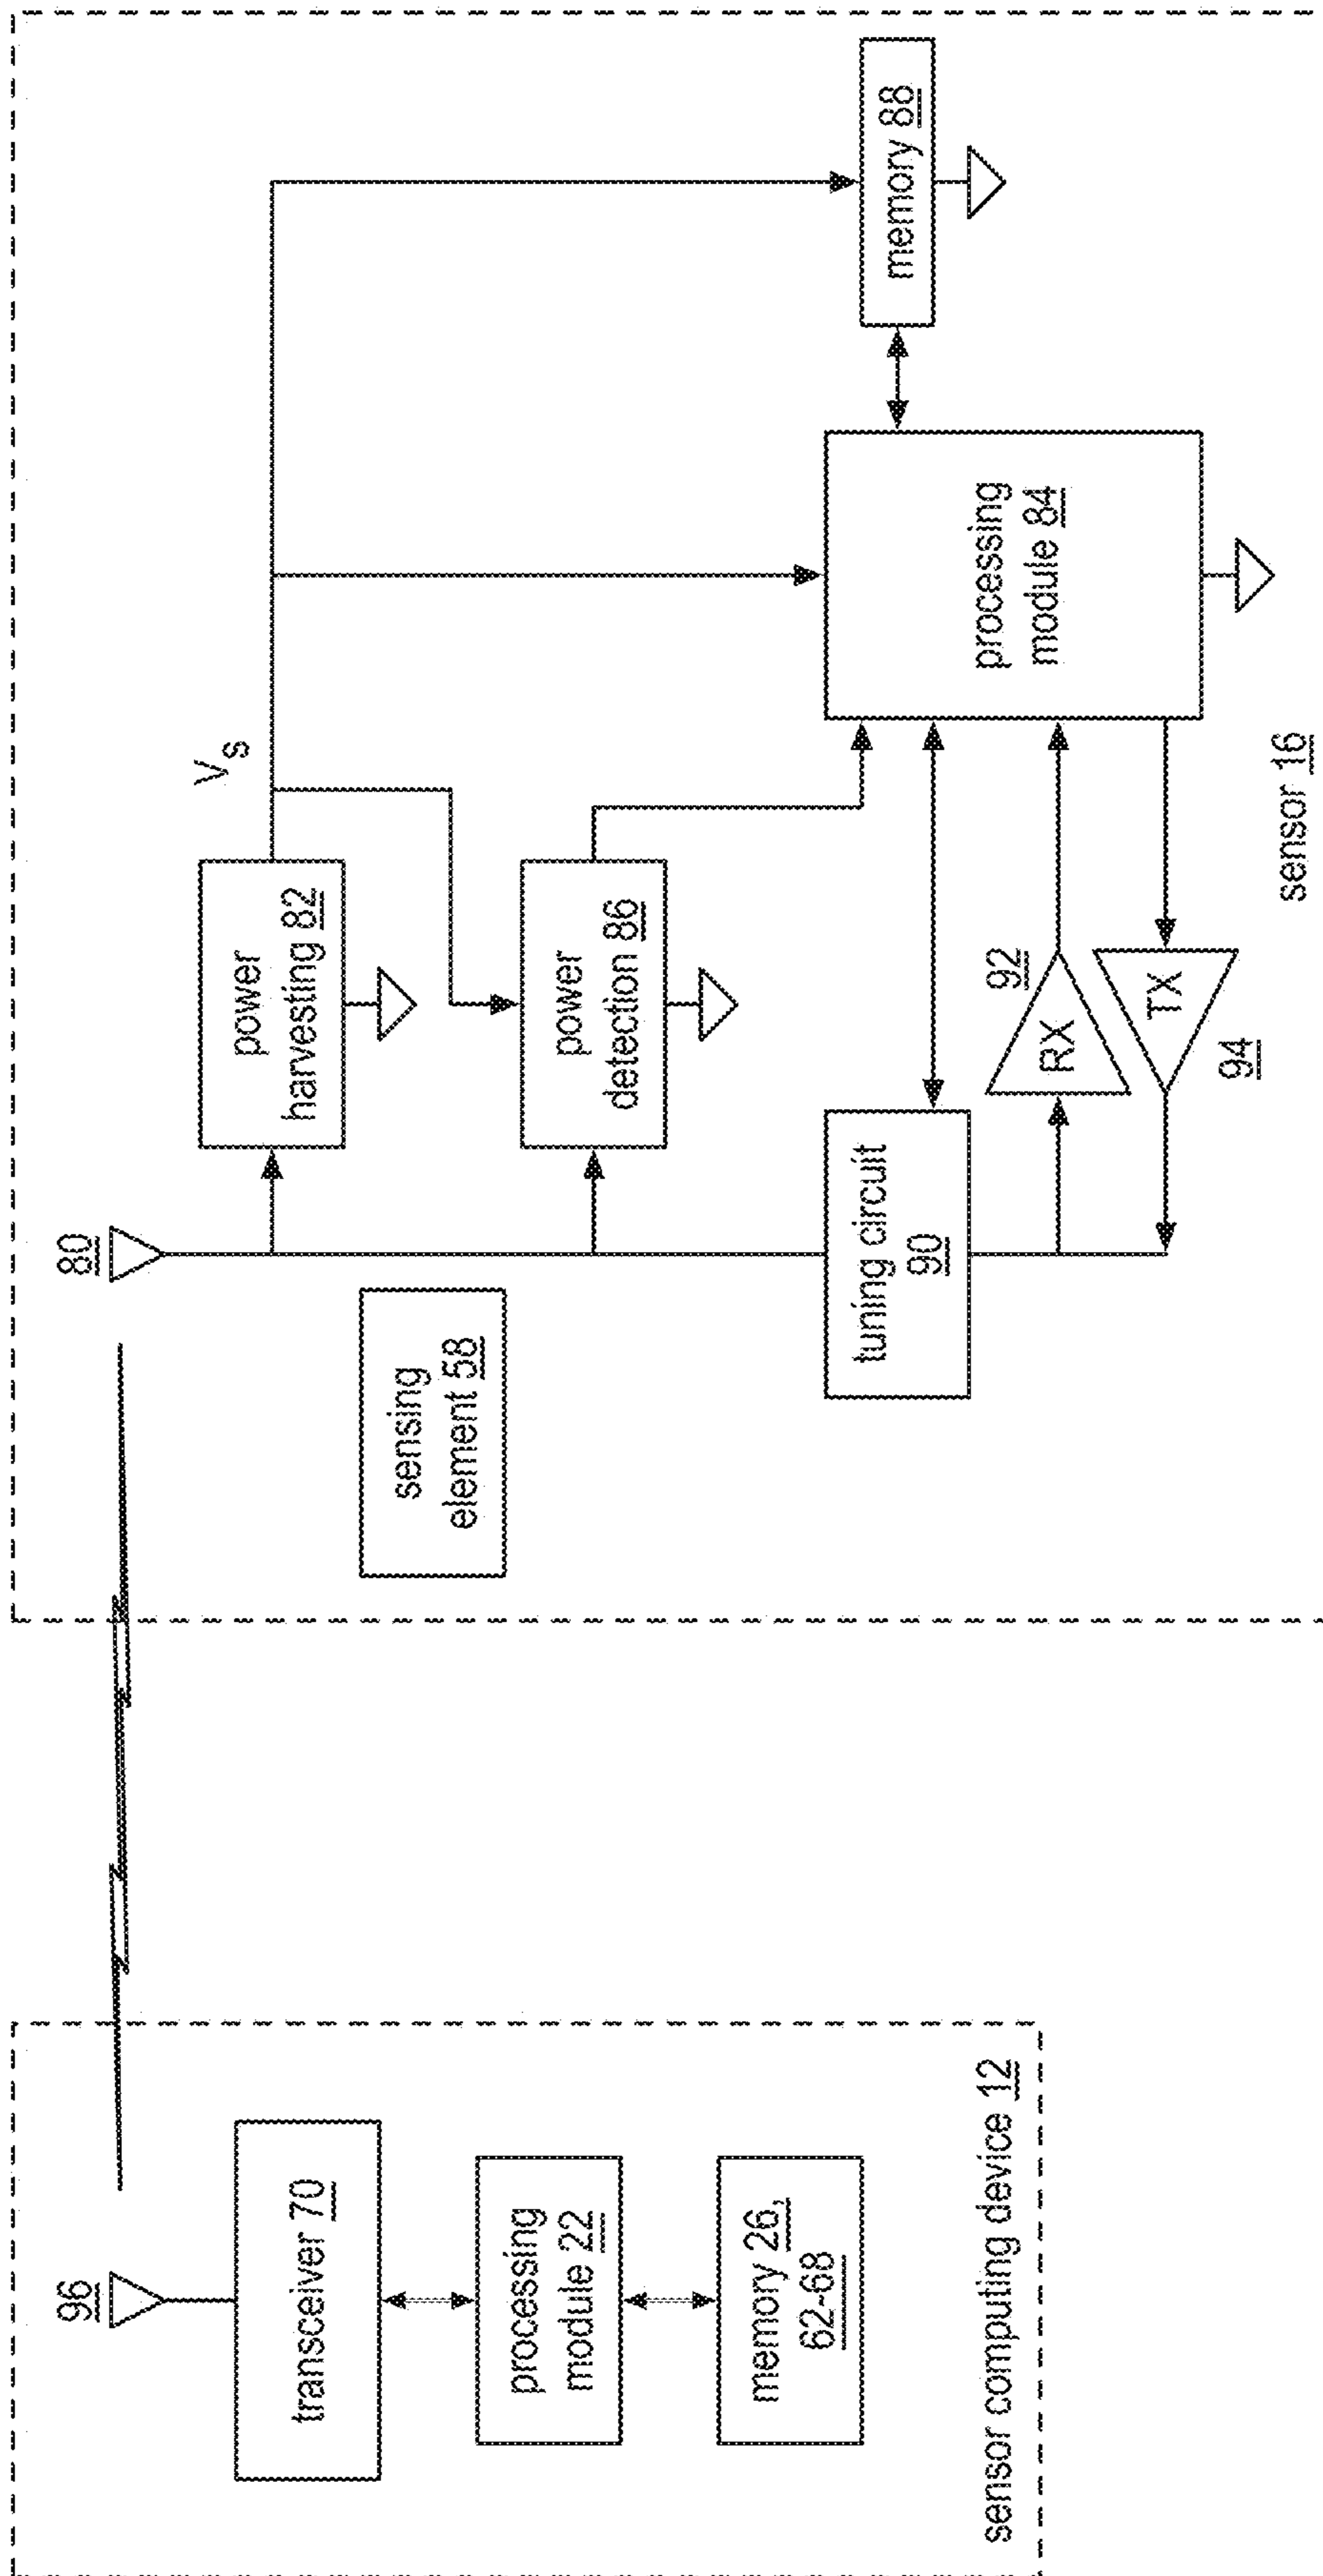 96
transceiver 70
processing
module 22
memory 26,
62-68
sensor computing device 12
80
sensing
element 58
power
harvesting 82
V
s
power
detection 86
tuning circuit
90
RX
92
TX
94
processing
module 84
memory 88
sensor 16